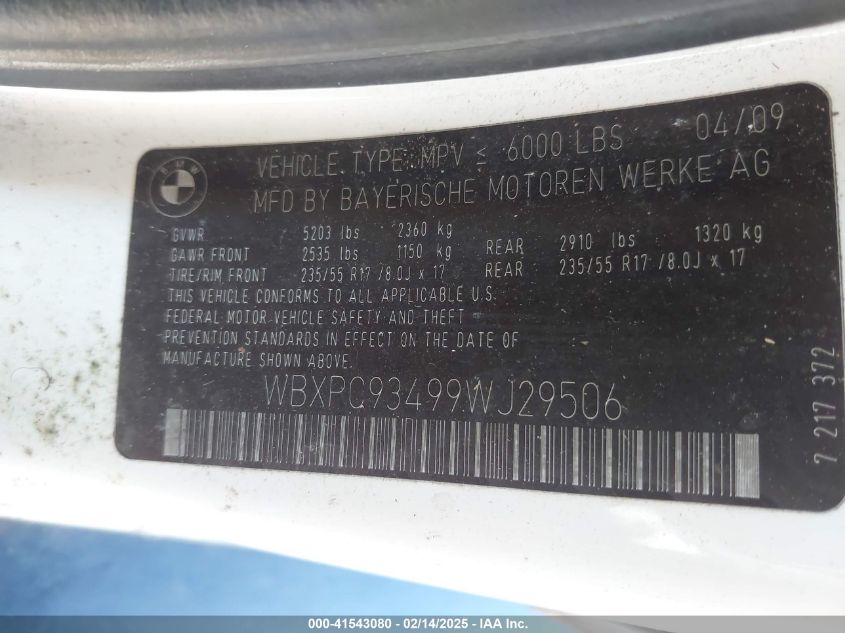 BMW
VEHICLE TYPE MPV ≤ 6000 LBS 04/09
MFD BY BAYERISCHE MOTOREN WERKE AG
GVWR 5203 lbs 2360 kg
GAWR FRONT 2535 lbs 1150 kg REAR 2910 lbs 1320 kg
TIRE/RIM FRONT 235/55 R17 /8.0J x 17 REAR 235/55 R17 /8.0J x 17
THIS VEHICLE CONFORMS TO ALL APPLICABLE U.S.
FEDERAL MOTOR VEHICLE SAFETY AND THEFT
PREVENTION STANDARDS IN EFFECT ON THE DATE OF
MANUFACTURE SHOWN ABOVE.
WBXPC93499WJ29506
7 217 372
000-41543080 - 02/14/2025 - IAAI.com